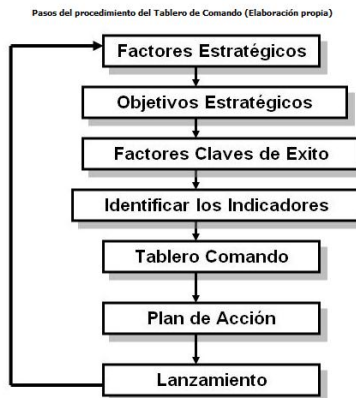 Pasos del procedimiento del Tablero de Comando (Elaboración propia)
Factores Estratégicos
Objetivos Estratégicos
Factores Claves de Exito
Identificar los Indicadores
Tablero Comando
Plan de Acción
Lanzamiento